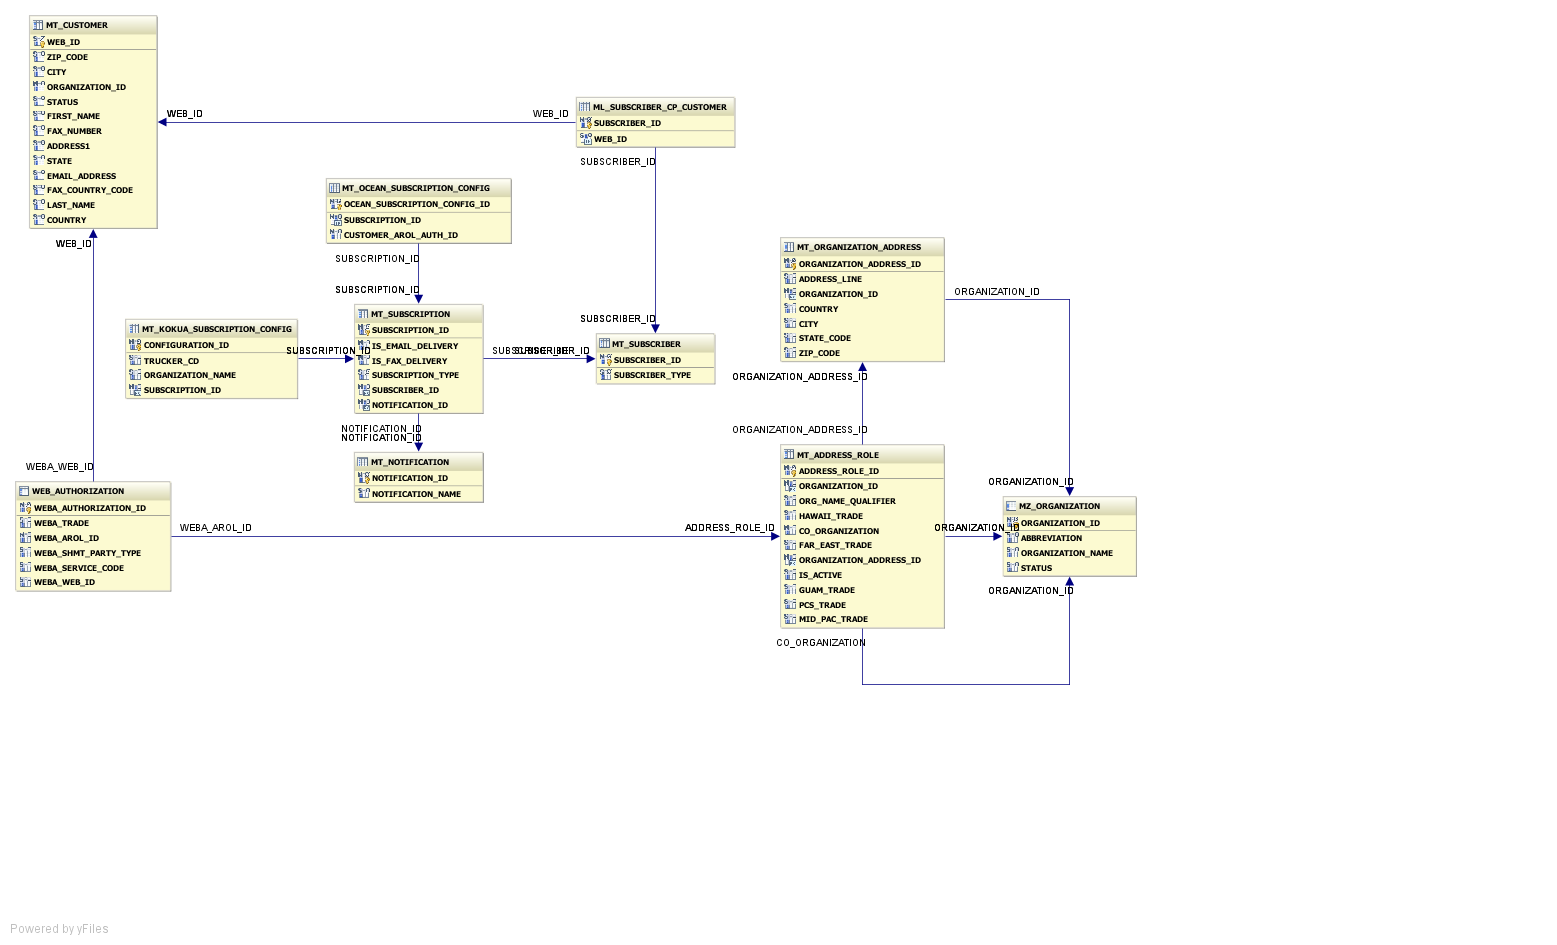 MT_CUSTOMER
WEB_ID
ZIP_CODE
CITY
ORGANIZATION_ID
STATUS
FIRST_NAME
FAX_NUMBER
ADDRESS1
STATE
EMAIL_ADDRESS
FAX_COUNTRY_CODE
LAST_NAME
COUNTRY
WEB_ID
WEB_ID
ML_SUBSCRIBER_CP_CUSTOMER
SUBSCRIBER_ID
WEB_ID
SUBSCRIBER_ID
MT_OCEAN_SUBSCRIPTION_CONFIG
OCEAN_SUBSCRIPTION_CONFIG_ID
SUBSCRIPTION_ID
CUSTOMER_AROL_AUTH_ID
WEB_ID
SUBSCRIPTION_ID
SUBSCRIPTION_ID
MT_ORGANIZATION_ADDRESS
ORGANIZATION_ADDRESS_ID
ADDRESS_LINE
ORGANIZATION_ID
COUNTRY
CITY
STATE_CODE
ZIP_CODE
ORGANIZATION_ID
MT_KOKUA_SUBSCRIPTION_CONFIG
CONFIGURATION_ID
TRUCKER_CD
ORGANIZATION_NAME
SUBSCRIPTION_ID
SUBSCRIPTION_ID
MT_SUBSCRIPTION
SUBSCRIPTION_ID
IS_EMAIL_DELIVERY
IS_FAX_DELIVERY
SUBSCRIPTION_TYPE
SUBSCRIBER_ID
NOTIFICATION_ID
SUBSCRIBER_ID
SUBSCRIBER_ID
SUBSCRIBER_ID
MT_SUBSCRIBER
SUBSCRIBER_ID
SUBSCRIBER_TYPE
ORGANIZATION_ADDRESS_ID
NOTIFICATION_ID
NOTIFICATION_ID
ORGANIZATION_ADDRESS_ID
MT_NOTIFICATION
NOTIFICATION_ID
NOTIFICATION_NAME
WEBA_WEB_ID
WEB_AUTHORIZATION
WEBA_AUTHORIZATION_ID
WEBA_TRADE
WEBA_AROL_ID
WEBA_SHMT_PARTY_TYPE
WEBA_SERVICE_CODE
WEBA_WEB_ID
WEBA_AROL_ID
ADDRESS_ROLE_ID
MT_ADDRESS_ROLE
ADDRESS_ROLE_ID
ORGANIZATION_ID
ORG_NAME_QUALIFIER
HAWAII_TRADE
CO_ORGANIZATION
FAR_EAST_TRADE
ORGANIZATION_ADDRESS_ID
IS_ACTIVE
GUAM_TRADE
PCS_TRADE
MID_PAC_TRADE
ORGANIZATION_ID
ORGANIZATION_ID
MZ_ORGANIZATION
ORGANIZATION_ID
ABBREVIATION
ORGANIZATION_NAME
STATUS
ORGANIZATION_ID
CO_ORGANIZATION
Powered by yFiles